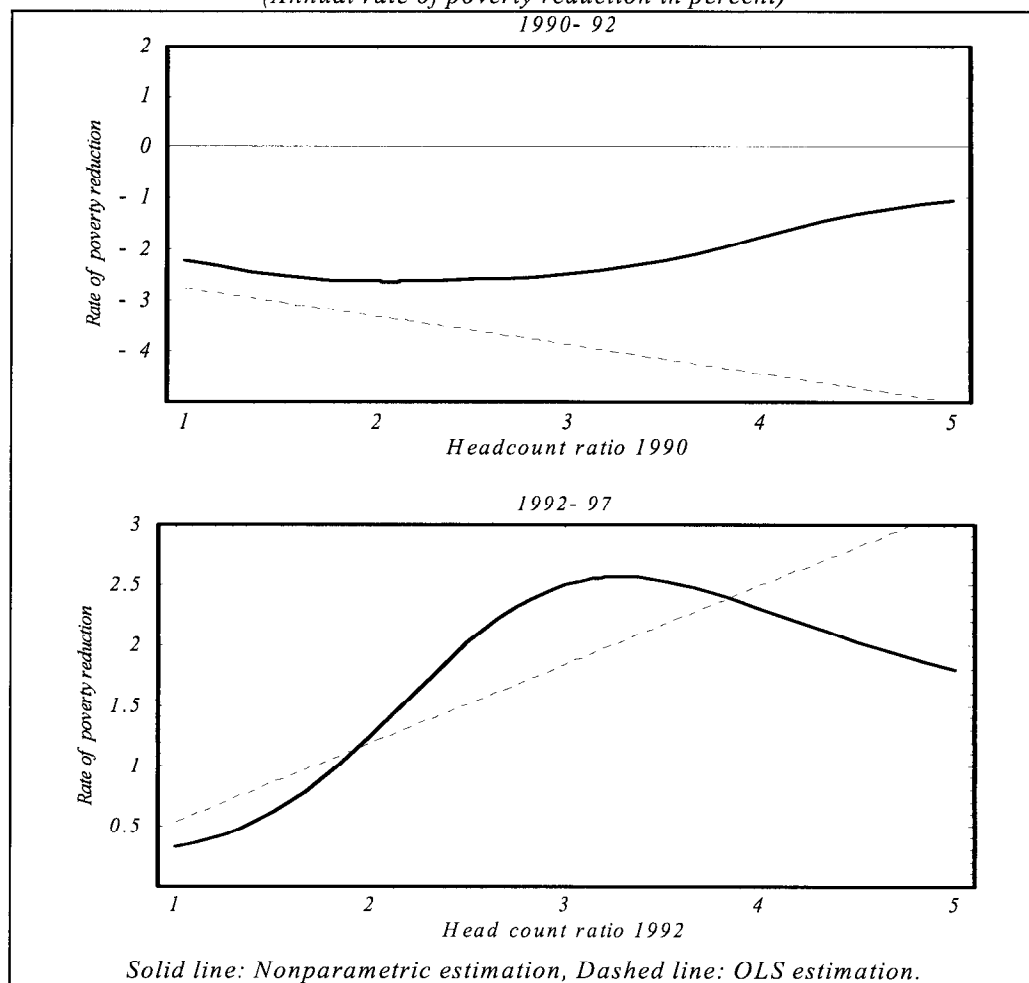 (Annual rate of poverty reduction in percent)
1990- 92
2
1
0
- 1
- 2
- 3
- 4
Rate of poverty reduction
1 2 3 4 5
Headcount ratio 1990
1992- 97
3
2.5
2
1.5
1
0.5
Rate of poverty reduction
1 2 3 4 5
Head count ratio 1992
Solid line: Nonparametric estimation, Dashed line: OLS estimation.